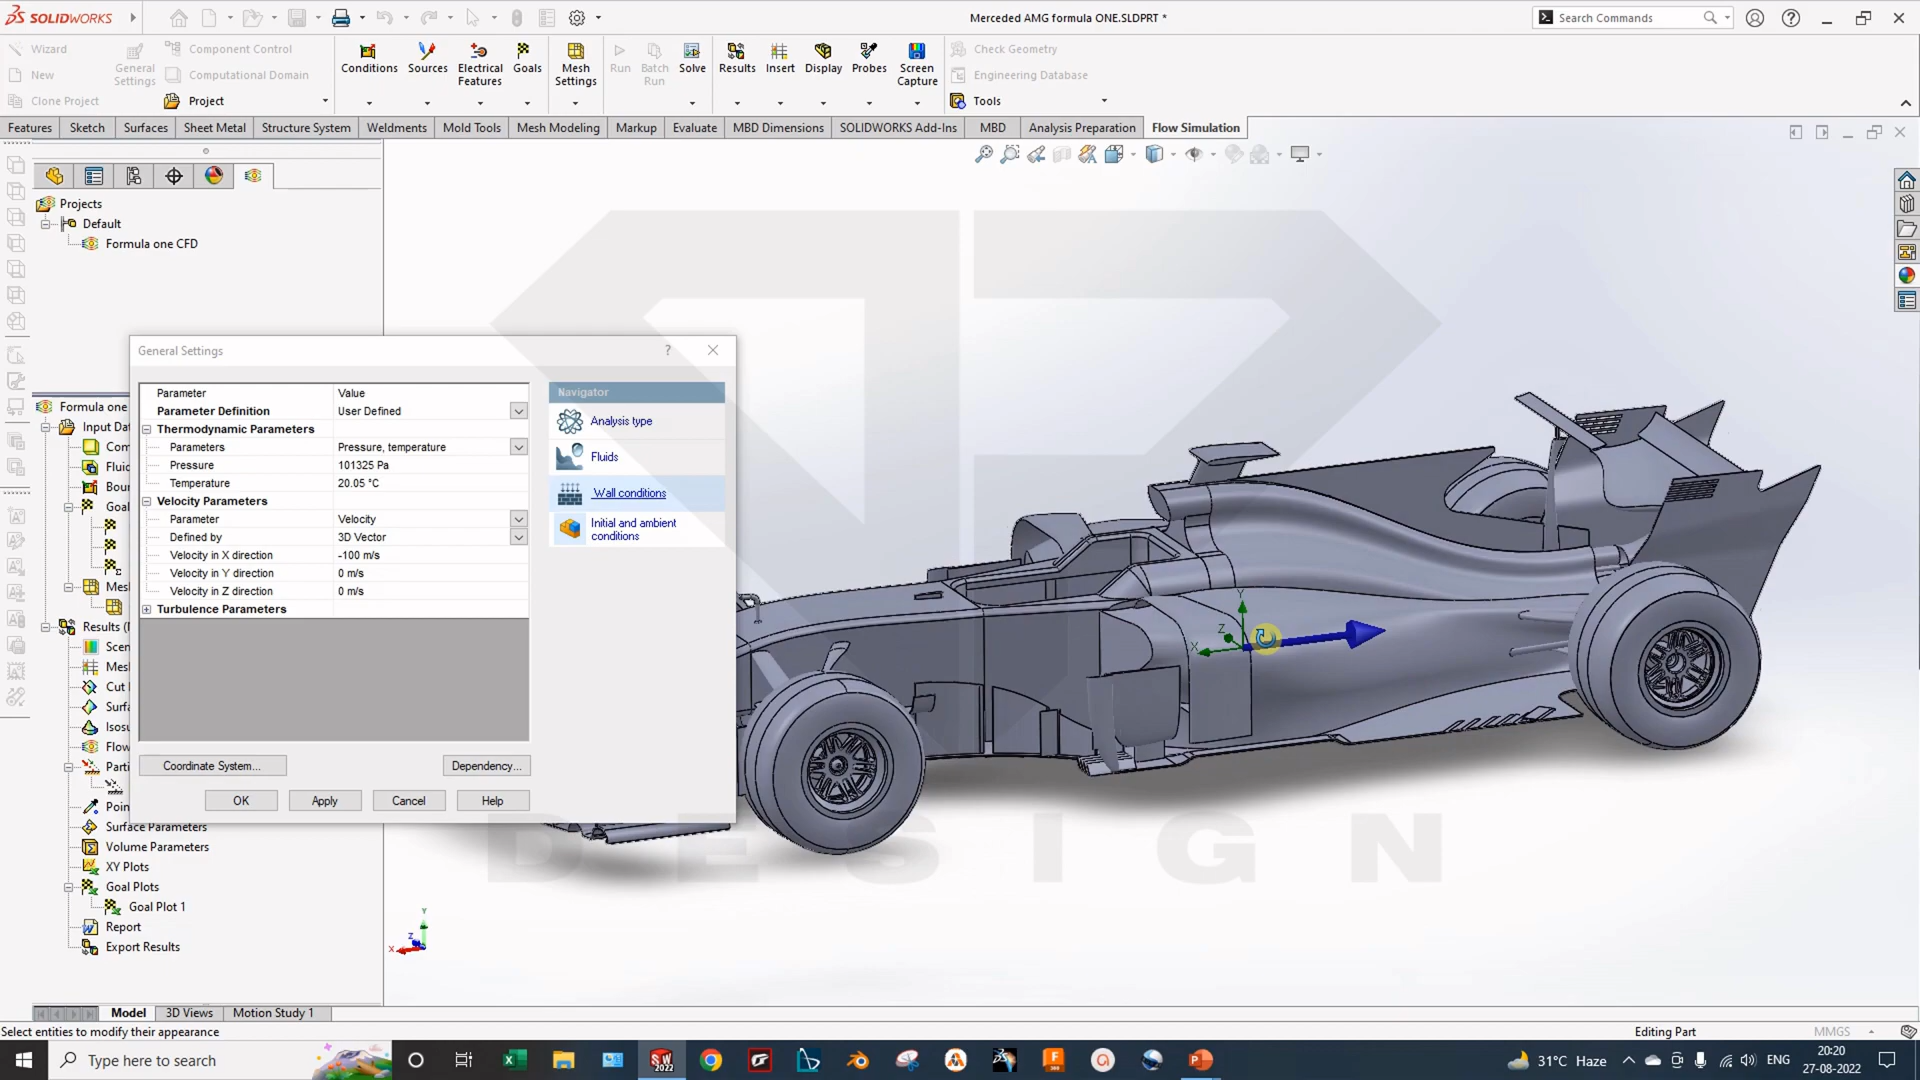 SOLIDWORKS
Merceded AMG formula ONE.SLDPRT *
Search Commands
Wizard
New
Clone Project
General Settings
Component Control
Computational Domain
Project
Conditions
Sources
Electrical Features
Goals
Mesh Settings
Run
Batch Run
Solve
Results
Insert
Display
Probes
Screen Capture
Check Geometry
Engineering Database
Tools
Features
Sketch
Surfaces
Sheet Metal
Structure System
Weldments
Mold Tools
Mesh Modeling
Markup
Evaluate
MBD Dimensions
SOLIDWORKS Add-Ins
MBD
Analysis Preparation
Flow Simulation
Projects
Default
Formula one CFD
Formula one
Input Da
Com
Fluid
Bour
Goal
Mes
Results (
Scen
Mesh
Cut
Surfa
Isosu
Flow
Parti
Poin
Surface Parameters
Volume Parameters
XY Plots
Goal Plots
Goal Plot 1
Report
Export Results
General Settings
?
Parameter Value
Parameter Definition User Defined
Thermodynamic Parameters
Parameters Pressure, temperature
Pressure 101325 Pa
Temperature 20.05 °C
Velocity Parameters
Parameter Velocity
Defined by 3D Vector
Velocity in X direction -100 m/s
Velocity in Y direction 0 m/s
Velocity in Z direction 0 m/s
Turbulence Parameters
Coordinate System...
Dependency...
OK
Apply
Cancel
Help
Navigator
Analysis type
Fluids
Wall conditions
Initial and ambient
conditions
Y
Z
X
DESIGN
Y
Z
X
Model
3D Views
Motion Study 1
Select entities to modify their appearance
Editing Part
MMGS
Type here to search
SW
2022
31°C Haze
ENG
20:20
27-08-2022